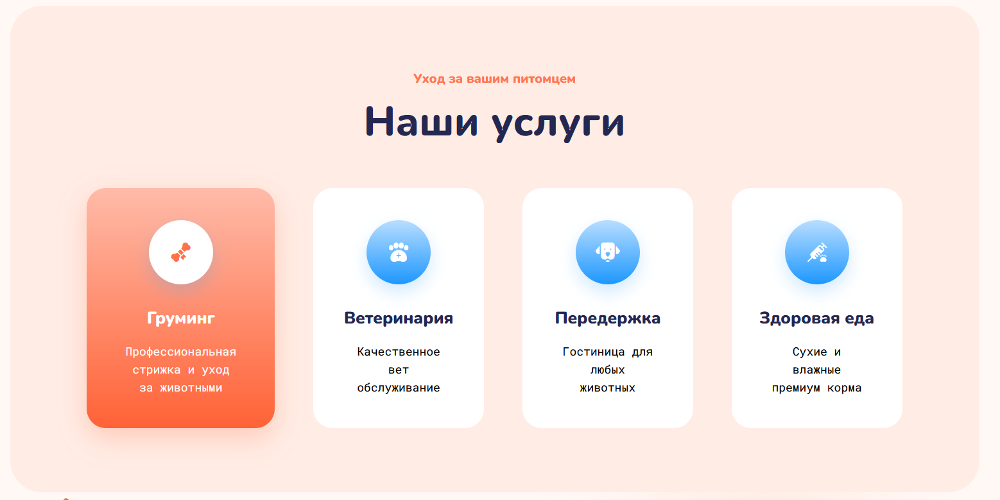 Уход за вашим питомцем
Наши услуги
Груминг
Профессиональная
стрижка и уход
за животными
Ветеринария
Качественное
вет
обслуживание
Передержка
Гостиница для
любых
животных
Здоровая еда
Сухие и
влажные
премиум корма